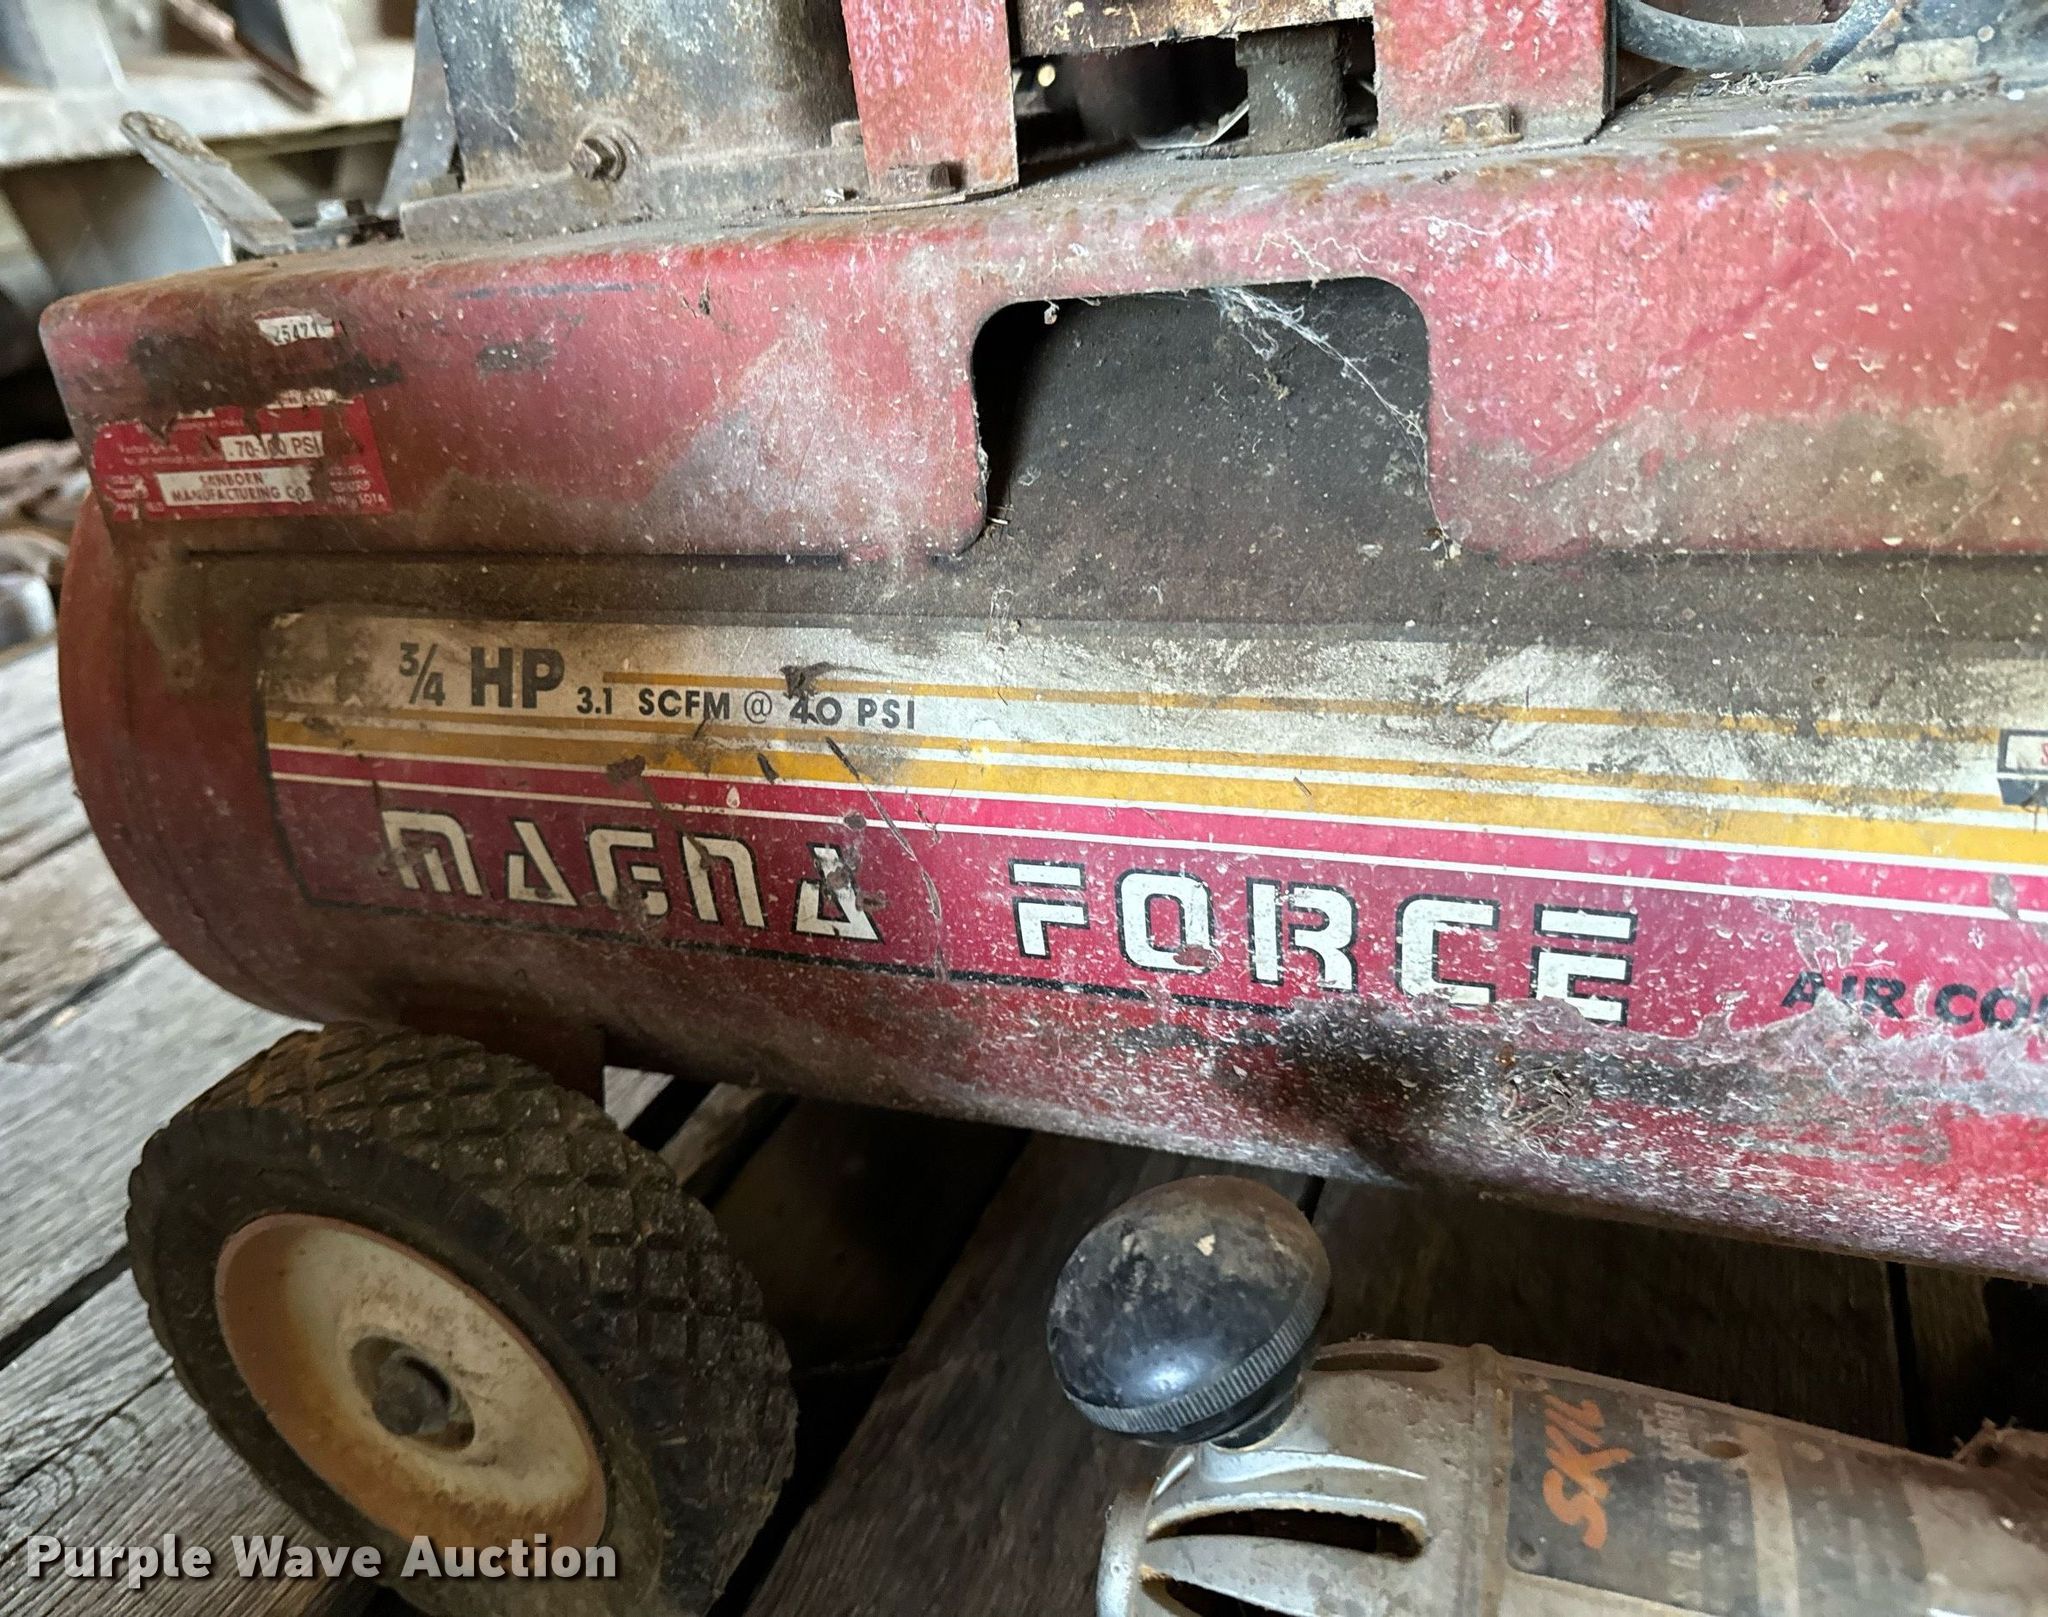 70-100 PSI
SANBORN
MANUFACTURING CO.
3/4 HP 3.1 SCFM @ 40 PSI
MAGNA FORCE
AIR
SKIL
Purple Wave Auction